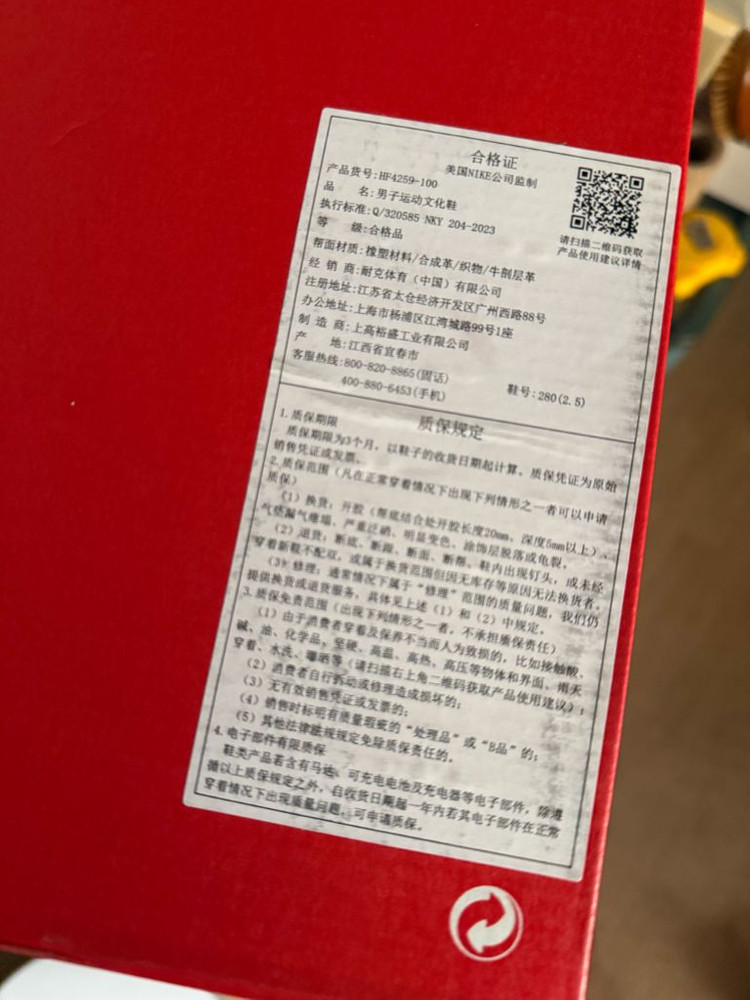 合格证
美国NIKE公司监制
产品货号:HF4259-100
品 名:男子运动文化鞋
执行标准:Q/320585 NKY 204-2023
等 级:合格品
请扫描二维码获取
产品使用建议详情
帮面材质:橡塑材料/合成革/织物/牛剖层革
经 销 商:耐克体育（中国）有限公司
注册地址:江苏省太仓经济开发区广州西路88号
办公地址:上海市杨浦区江湾城路99号1座
制 造 商:上高裕盛工业有限公司
产 地:江西省宜春市
客服热线:800-820-8865(固话)
400-880-6453(手机)
鞋号:280(2.5)
质保规定
1.质保期限
质保期限为3个月，以鞋子的收货日期起计算。质保凭证为原始
销售凭证或发票。
2.质保范围（凡在正常穿着情况下出现下列情形之一者可以申请
质保）
（1）换货：开胶（帮底结合处开胶长度20mm，深度5mm以上）、
气垫漏气瘪塌、严重泛硝、明显变色、涂饰层脱落或龟裂。
（2）退货：断底、断跟、断面、断帮、鞋内出现钉头，或未经
穿着新鞋不配双，或属于换货范围但因无库存等原因无法换货者。
（3）修理：通常情况下属于“修理”范围的质量问题，我们仍
提供换货或退货服务，具体见上述（1）和（2）中规定。
3.质保免责范围（出现下列情形之一者，不承担质保责任）
（1）由于消费者穿着及保养不当而人为致损的，比如接触酸、
碱、油、化学品，坚硬、高温、高热、高压等物体和界面、雨天
穿着、水洗、曝晒等（请扫描右上角二维码获取产品使用建议）；
（2）消费者自行拆动或修理造成损坏的；
（3）无有效销售凭证或发票的；
（4）销售时标明有质量瑕疵的“处理品”或“B品”的；
（5）其他法律法规规定免除质保责任的。
4.电子部件有限质保
鞋类产品若含有马达、可充电电池及充电器等电子部件，除遵
循以上质保规定之外，自收货日期起一年内若其电子部件在正常
穿着情况下出现质量问题，可申请质保。